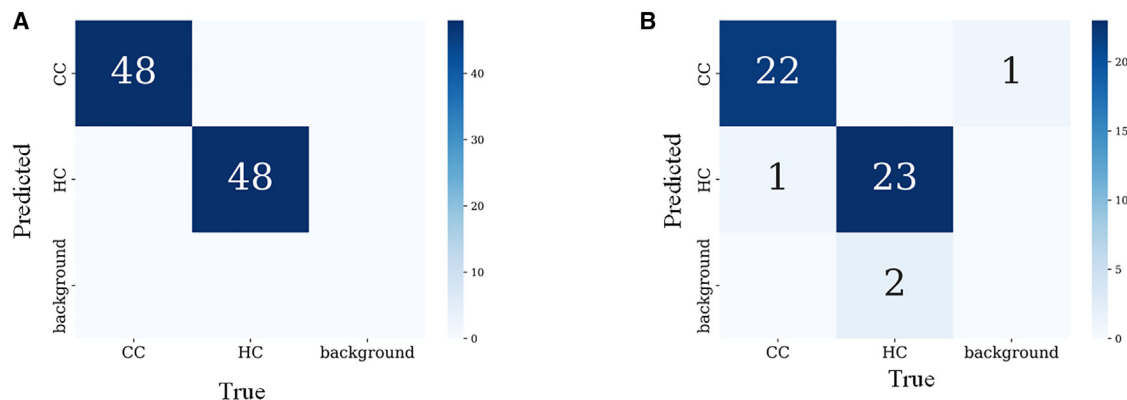 A
CC
48
40
30
HC
48
Predicted
20
10
background
0
CC HC background
True
B
CC
22 1
20
15
HC
1 23
Predicted
10
5
background
2
0
CC HC background
True